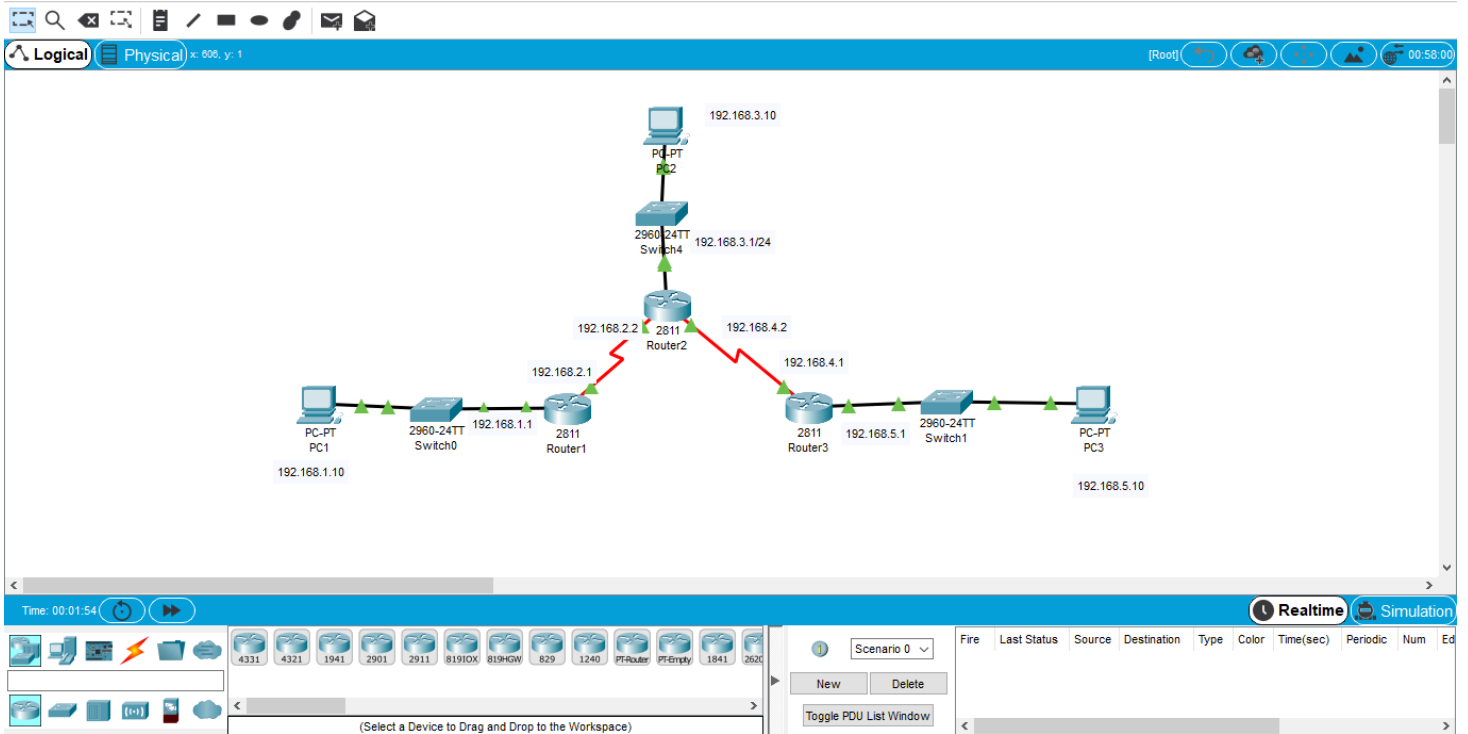 Logical Physical x: 606, y: 1 [Root] 00:58:00
192.168.3.10
PC-PT
PC2
2960-24TT
Switch4
192.168.3.1/24
192.168.2.2
2811
Router2
192.168.4.2
192.168.2.1
192.168.4.1
PC-PT
PC1
192.168.1.10
2960-24TT
Switch0
192.168.1.1
2811
Router1
2811
Router3
192.168.5.1
2960-24TT
Switch1
PC-PT
PC3
192.168.5.10
Time: 00:01:54 Realtime Simulation
4331 4321 1941 2901 2911 819IOX 819HGW 829 1240 PT-Router PT-Empty 1841 2620
(Select a Device to Drag and Drop to the Workspace)
Scenario 0
New Delete
Toggle PDU List Window
Fire Last Status Source Destination Type Color Time(sec) Periodic Num Ed